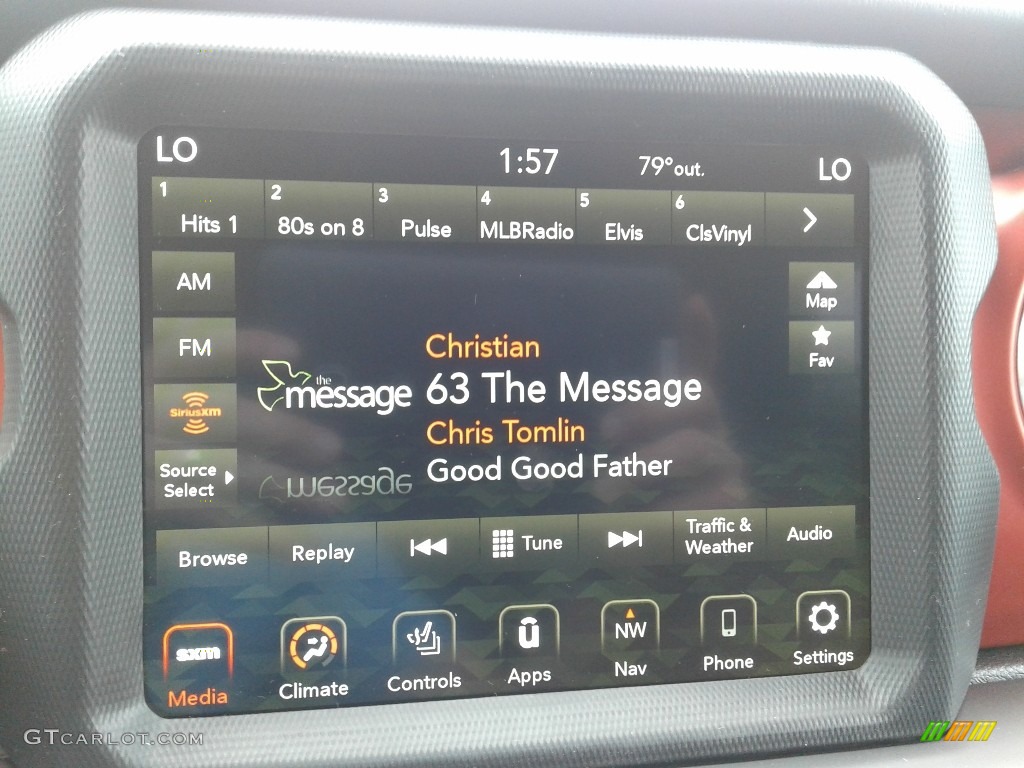 LO 1:57 79° out. LO
1 Hits 1 2 80s on 8 3 Pulse 4 MLBRadio 5 Elvis 6 ClsVinyl
AM
Map
FM
Fav
Christian
the message
63 The Message
SiriusXM
Chris Tomlin
Source Select
Good Good Father
message
Browse Replay Tune Traffic & Weather Audio
sxm û NW
Media Climate Controls Apps Nav Phone Settings
GTCARLOT.COM